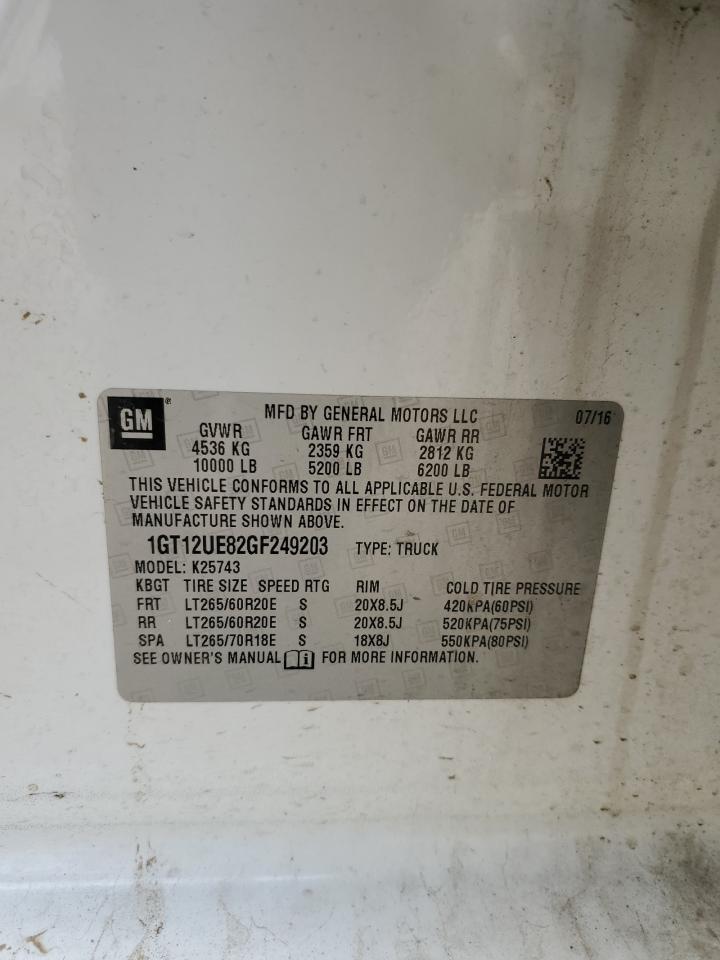 GM® MFD BY GENERAL MOTORS LLC 07/16
GVWR GAWR FRT GAWR RR
4536 KG 2359 KG 2812 KG
10000 LB 5200 LB 6200 LB
THIS VEHICLE CONFORMS TO ALL APPLICABLE U.S. FEDERAL MOTOR
VEHICLE SAFETY STANDARDS IN EFFECT ON THE DATE OF
MANUFACTURE SHOWN ABOVE.
1GT12UE82GF249203 TYPE: TRUCK
MODEL: K25743
KBGT TIRE SIZE SPEED RTG RIM COLD TIRE PRESSURE
FRT LT265/60R20E S 20X8.5J 420KPA(60PSI)
RR LT265/60R20E S 20X8.5J 520KPA(75PSI)
SPA LT265/70R18E S 18X8J 550KPA(80PSI)
SEE OWNER'S MANUAL FOR MORE INFORMATION.